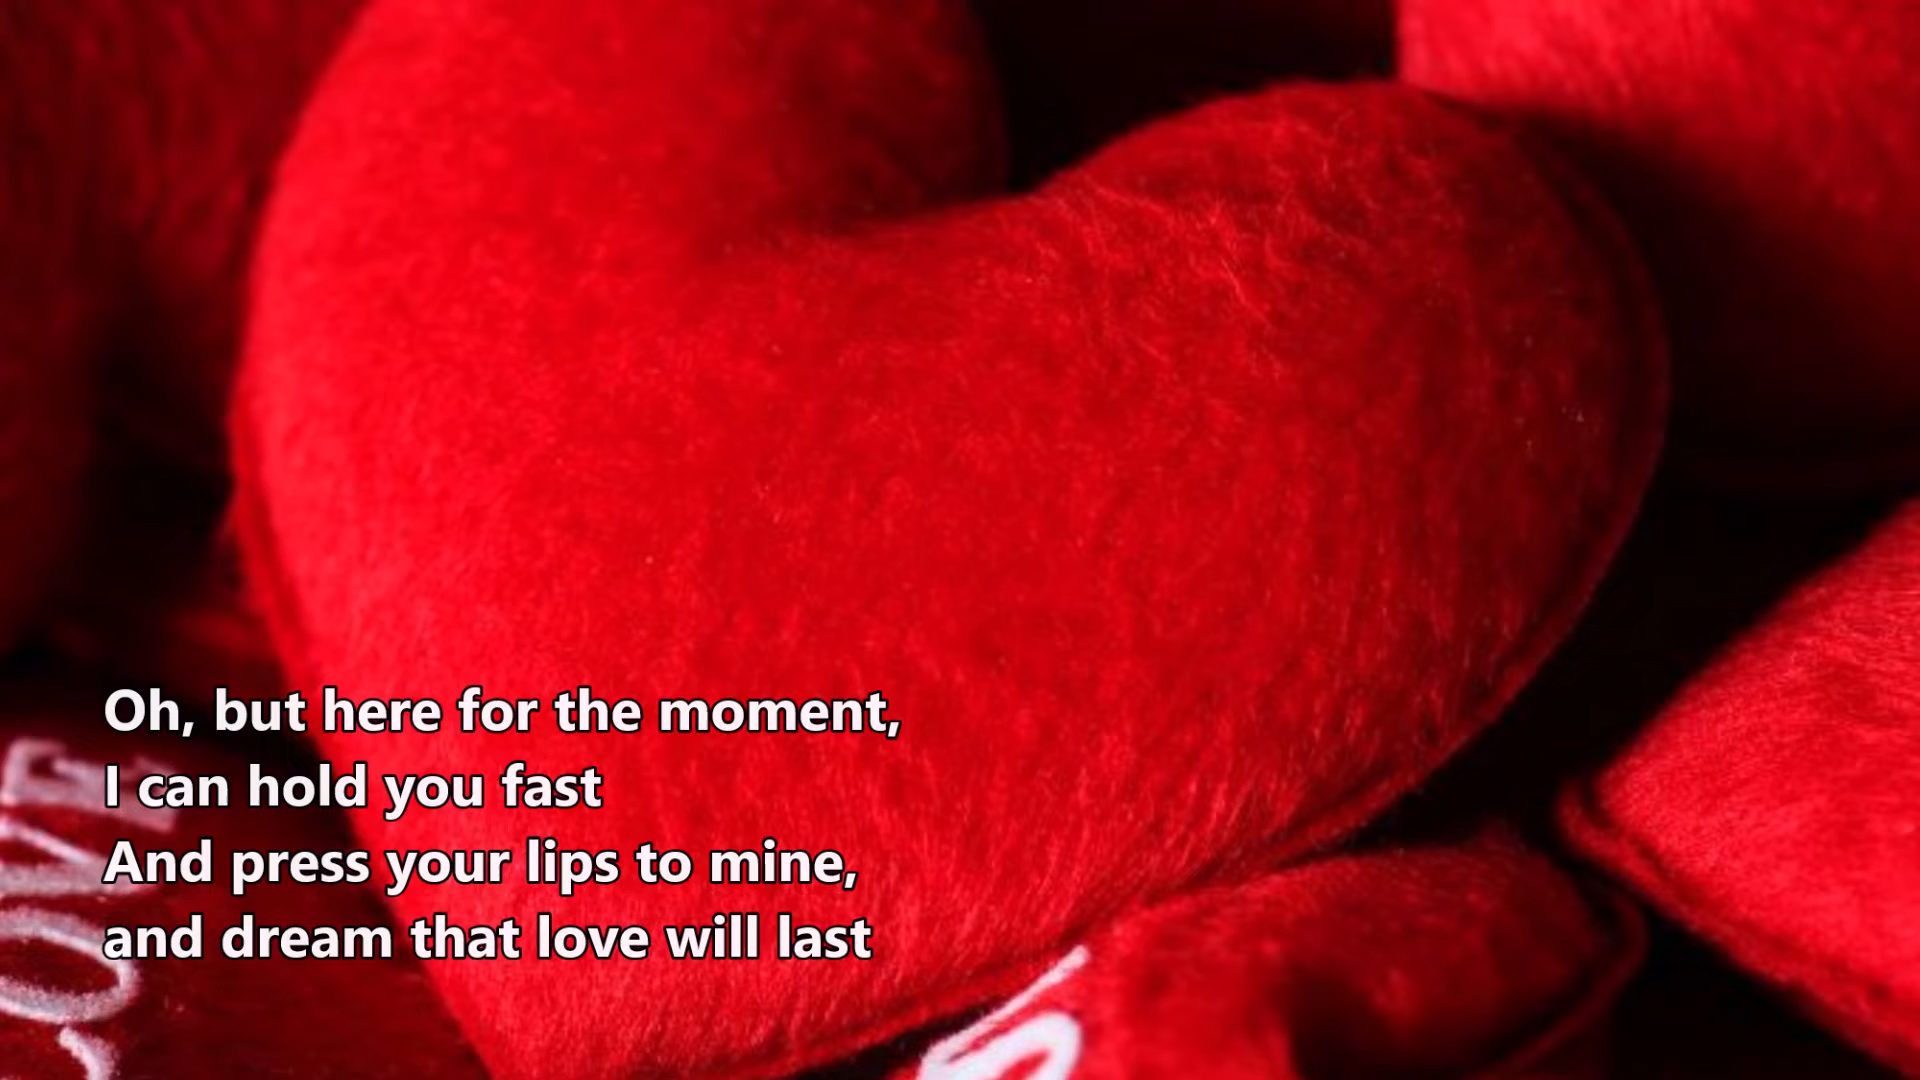 Oh, but here for the moment,
I can hold you fast
And press your lips to mine,
and dream that love will last
LOVE